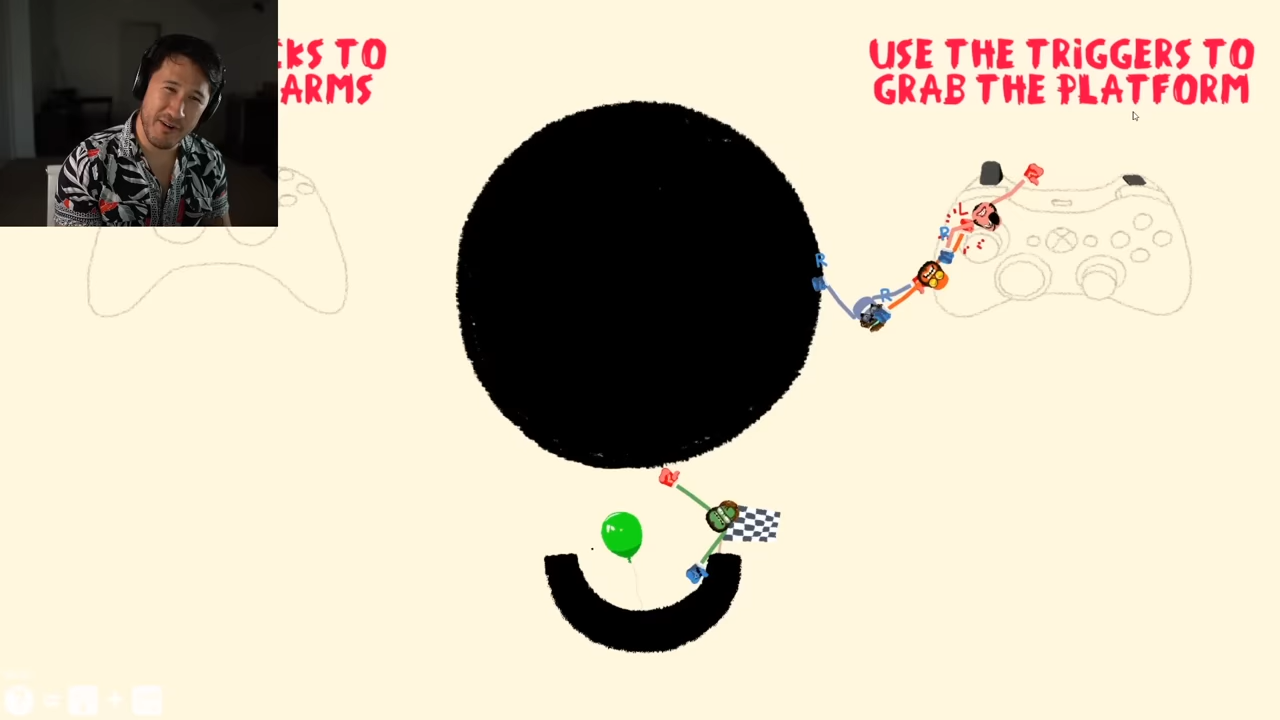 CKS TO
ARMS
USE THE TRIGGERS TO
GRAB THE PLATFORM
R
L
R
R